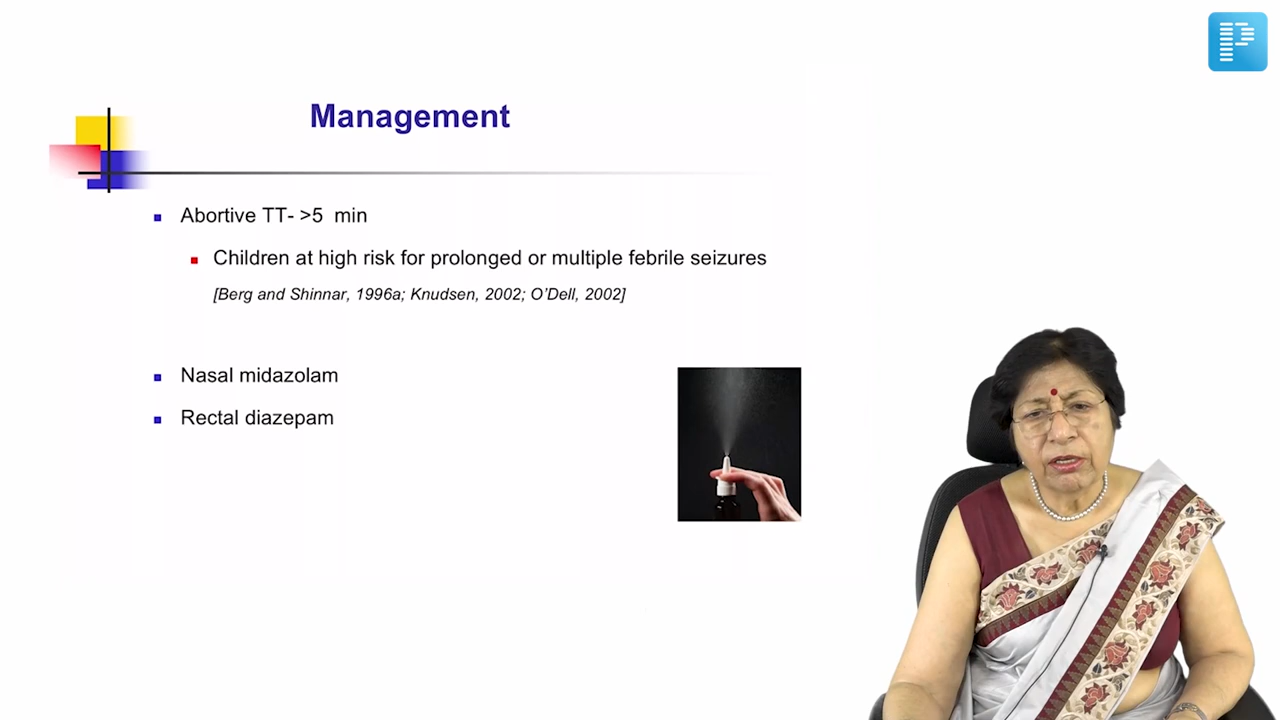 Management
Abortive TT- >5 min
Children at high risk for prolonged or multiple febrile seizures
[Berg and Shinnar, 1996a; Knudsen, 2002; O'Dell, 2002]
Nasal midazolam
Rectal diazepam